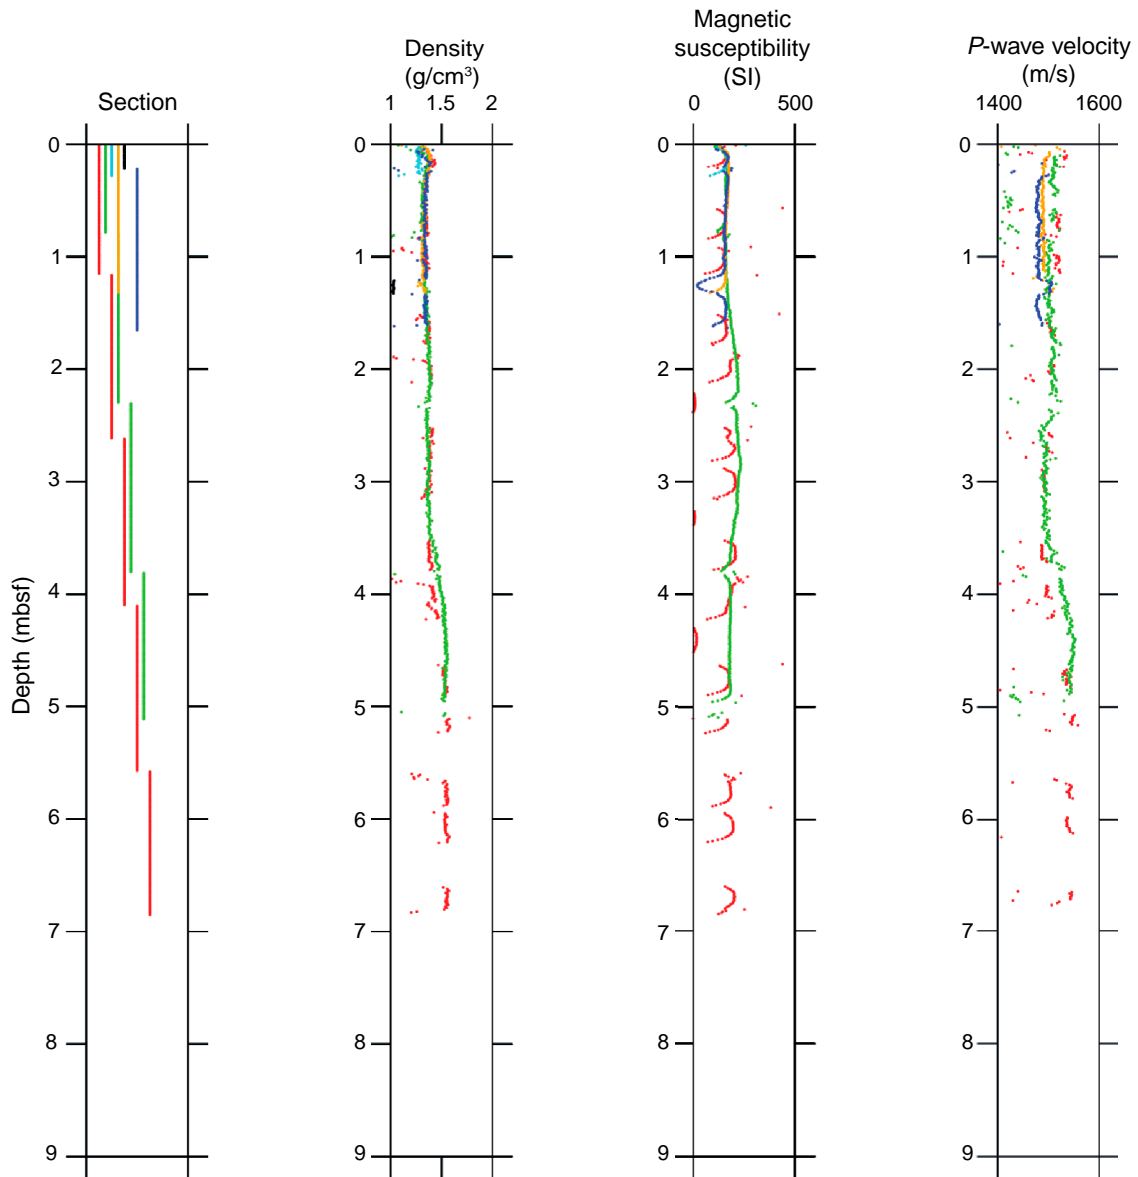 Section
Density
(g/cm³)
1 1.5 2
Magnetic
susceptibility
(SI)
0 500
P-wave velocity
(m/s)
1400 1600
Depth (mbsf)
0 0 0 0
1 1 1 1
2 2 2 2
3 3 3 3
4 4 4 4
5 5 5 5
6 6 6 6
7 7 7 7
8 8 8 8
9 9 9 9